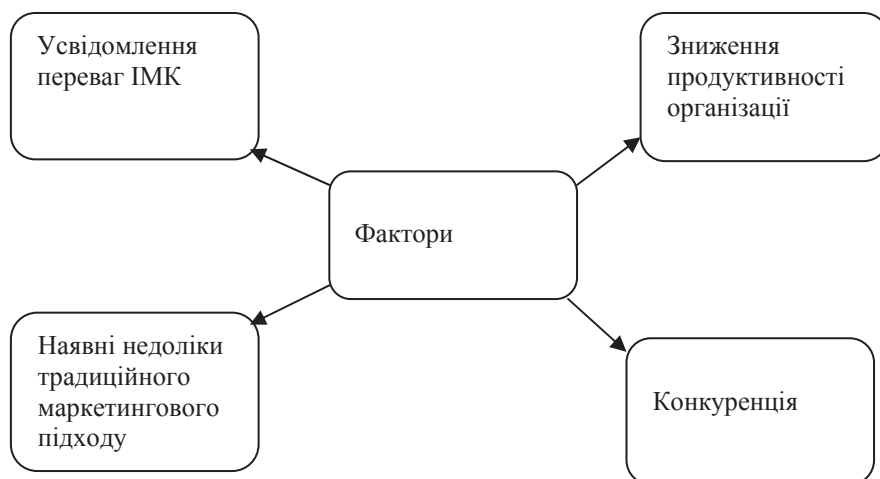 Усвідомлення
переваг ІМК
Зниження
продуктивності
організації
Фактори
Наявні недоліки
традиційного
маркетингового
підходу
Конкуренція